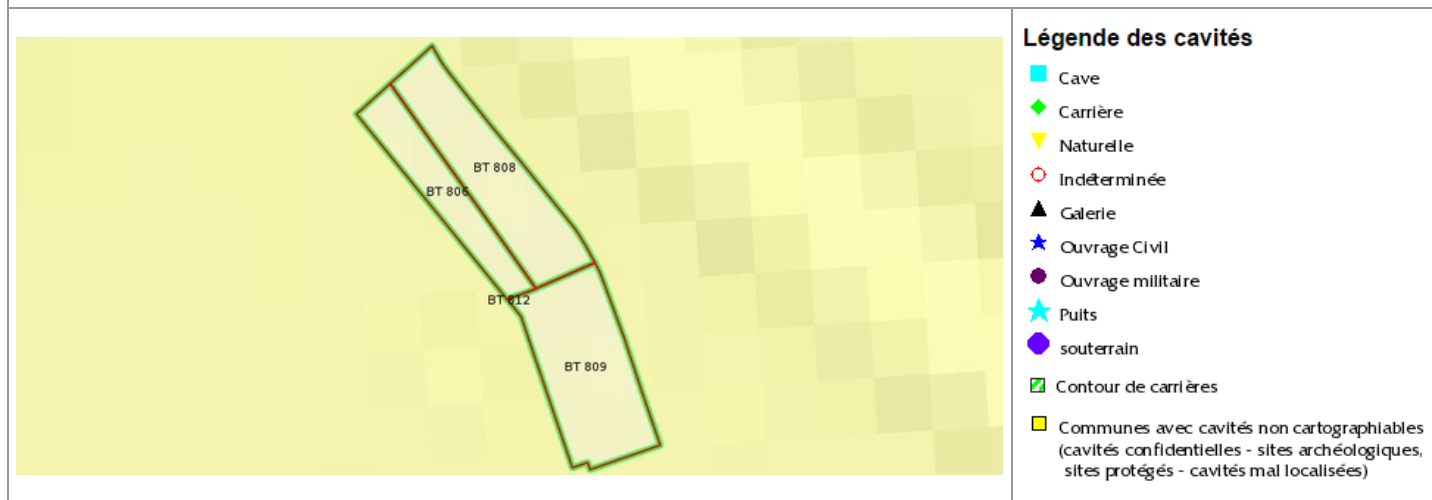 BT 808
BT 806
BT 812
BT 809
Légende des cavités
Cave
Carrière
Naturelle
Indéterminée
Galerie
Ouvrage Civil
Ouvrage militaire
Puits
souterrain
Contour de carrières
Communes avec cavités non cartographiables
(cavités confidentielles - sites archéologiques,
sites protégés - cavités mal localisées)